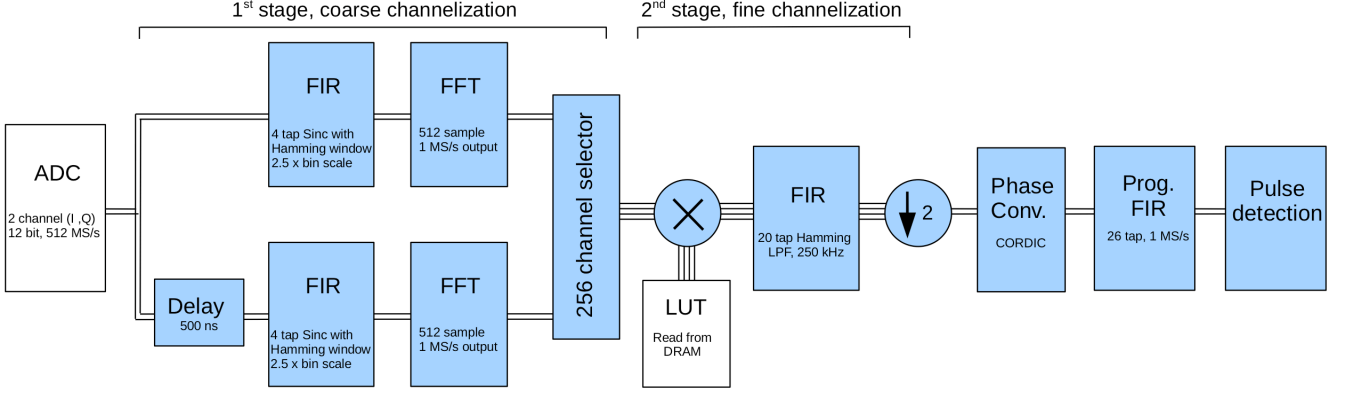 1st stage, coarse channelization
2nd stage, fine channelization
ADC
2 channel (I ,Q)
12 bit, 512 MS/s
FIR
4 tap Sinc with
Hamming window
2.5 x bin scale
FFT
512 sample
1 MS/s output
Delay
500 ns
FIR
4 tap Sinc with
Hamming window
2.5 x bin scale
FFT
512 sample
1 MS/s output
256 channel selector
LUT
Read from
DRAM
FIR
20 tap Hamming
LPF, 250 kHz
2
Phase
Conv.
CORDIC
Prog.
FIR
26 tap, 1 MS/s
Pulse
detection